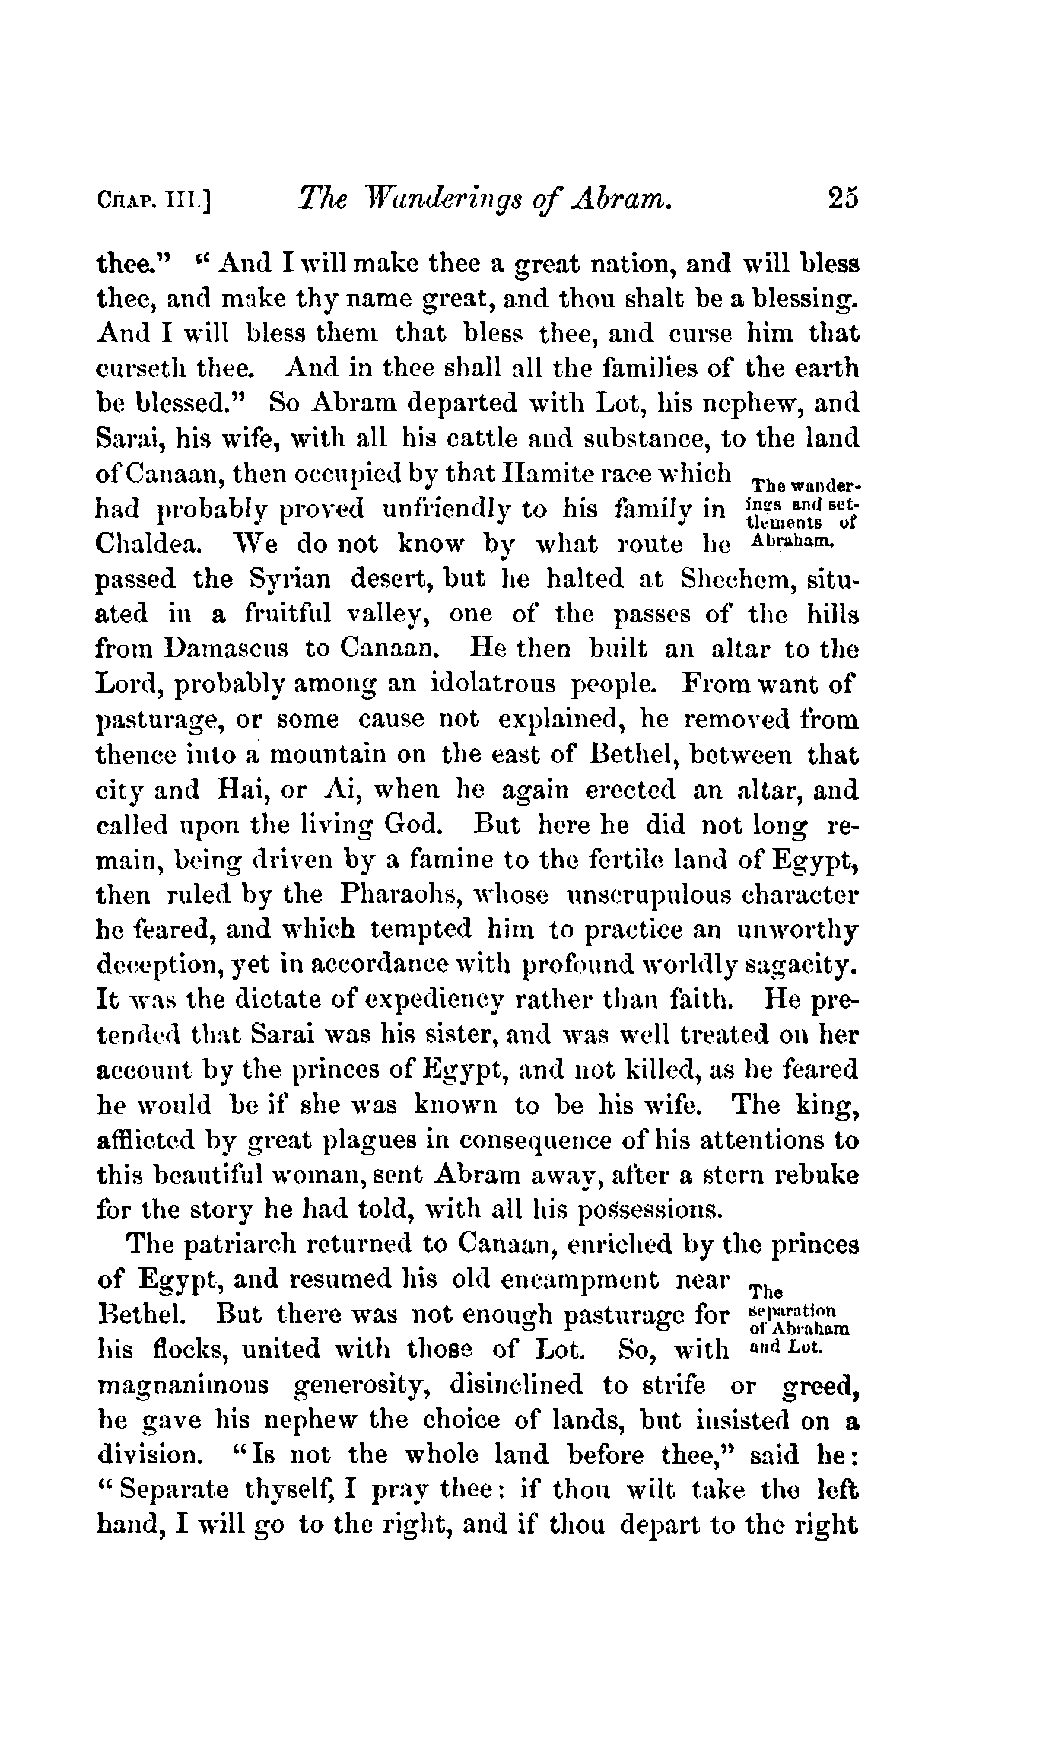 CHAP. III.] The Wanderings of Abram. 25
thee." "And I will make thee a great nation, and will bless
thee, and make thy name great, and thou shalt be a blessing.
And I will bless them that bless thee, and curse him that
curseth thee. And in thee shall all the families of the earth
be blessed." So Abram departed with Lot, his nephew, and
Sarai, his wife, with all his cattle and substance, to the land
of Canaan, then occupied by that Hamite race which
The wander-
ings and set-
tlements of
Abraham.
had probably proved unfriendly to his family in
Chaldea. We do not know by what route he
passed the Syrian desert, but he halted at Shechem, situ-
ated in a fruitful valley, one of the passes of the hills
from Damascus to Canaan. He then built an altar to the
Lord, probably among an idolatrous people. From want of
pasturage, or some cause not explained, he removed from
thence into a mountain on the east of Bethel, between that
city and Hai, or Ai, when he again erected an altar, and
called upon the living God. But here he did not long re-
main, being driven by a famine to the fertile land of Egypt,
then ruled by the Pharaohs, whose unscrupulous character
he feared, and which tempted him to practice an unworthy
deception, yet in accordance with profound worldly sagacity.
It was the dictate of expediency rather than faith. He pre-
tended that Sarai was his sister, and was well treated on her
account by the princes of Egypt, and not killed, as he feared
he would be if she was known to be his wife. The king,
afflicted by great plagues in consequence of his attentions to
this beautiful woman, sent Abram away, after a stern rebuke
for the story he had told, with all his possessions.
The patriarch returned to Canaan, enriched by the princes
of Egypt, and resumed his old encampment near
The
separation
of Abraham
and Lot.
Bethel. But there was not enough pasturage for
his flocks, united with those of Lot. So, with
magnanimous generosity, disinclined to strife or greed,
he gave his nephew the choice of lands, but insisted on a
division. "Is not the whole land before thee," said he:
"Separate thyself, I pray thee: if thou wilt take the left
hand, I will go to the right, and if thou depart to the right